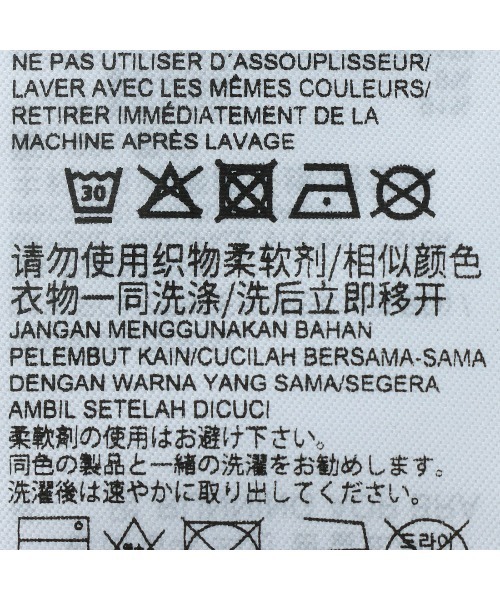 NE PAS UTILISER D'ASSOUPLISSEUR/
LAVER AVEC LES MÊMES COULEURS/
RETIRER IMMÉDIATEMENT DE LA
MACHINE APRÈS LAVAGE
30
请勿使用织物柔软剂/相似颜色
衣物一同洗涤/洗后立即移开
JANGAN MENGGUNAKAN BAHAN
PELEMBUT KAIN/CUCILAH BERSAMA-SAMA
DENGAN WARNA YANG SAMA/SEGERA
AMBIL SETELAH DICUCI
柔軟剤の使用はお避け下さい。
同色の製品と一緒の洗濯をお勧めします。
洗濯後は速やかに取り出してください。
드라이